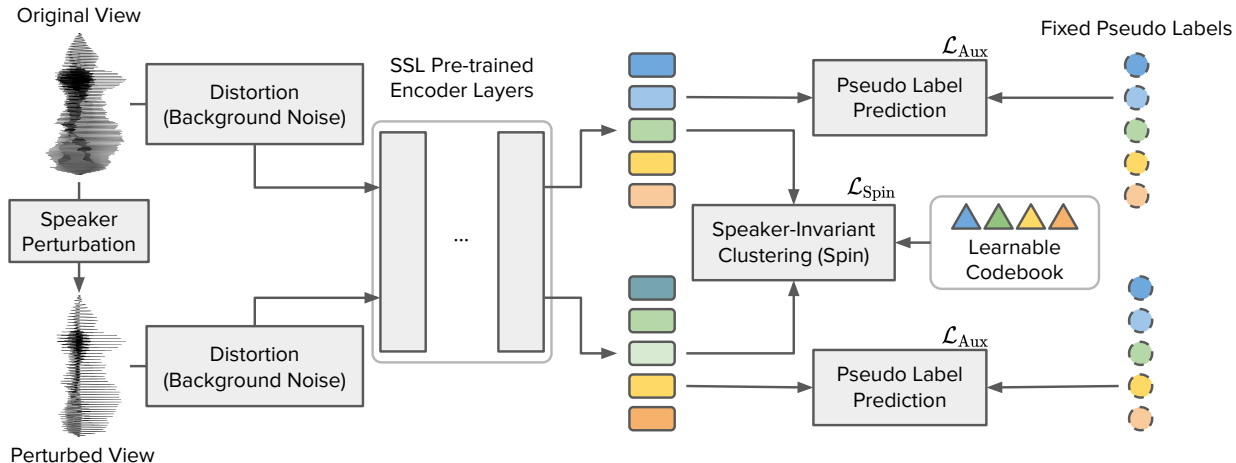 Original View
Distortion
(Background Noise)
SSL Pre-trained
Encoder Layers
ℒ_Aux
Pseudo Label
Prediction
Fixed Pseudo Labels
Speaker
Perturbation
...
ℒ_Spin
Speaker-Invariant
Clustering (Spin)
Learnable
Codebook
Distortion
(Background Noise)
ℒ_Aux
Pseudo Label
Prediction
Perturbed View